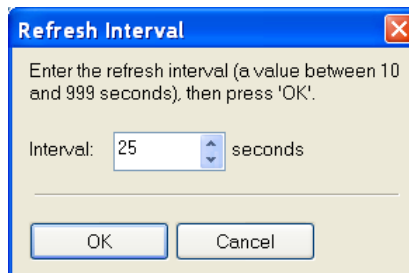 Refresh Interval
Enter the refresh interval (a value between 10
and 999 seconds), then press 'OK'.
Interval: 25 seconds
OK Cancel